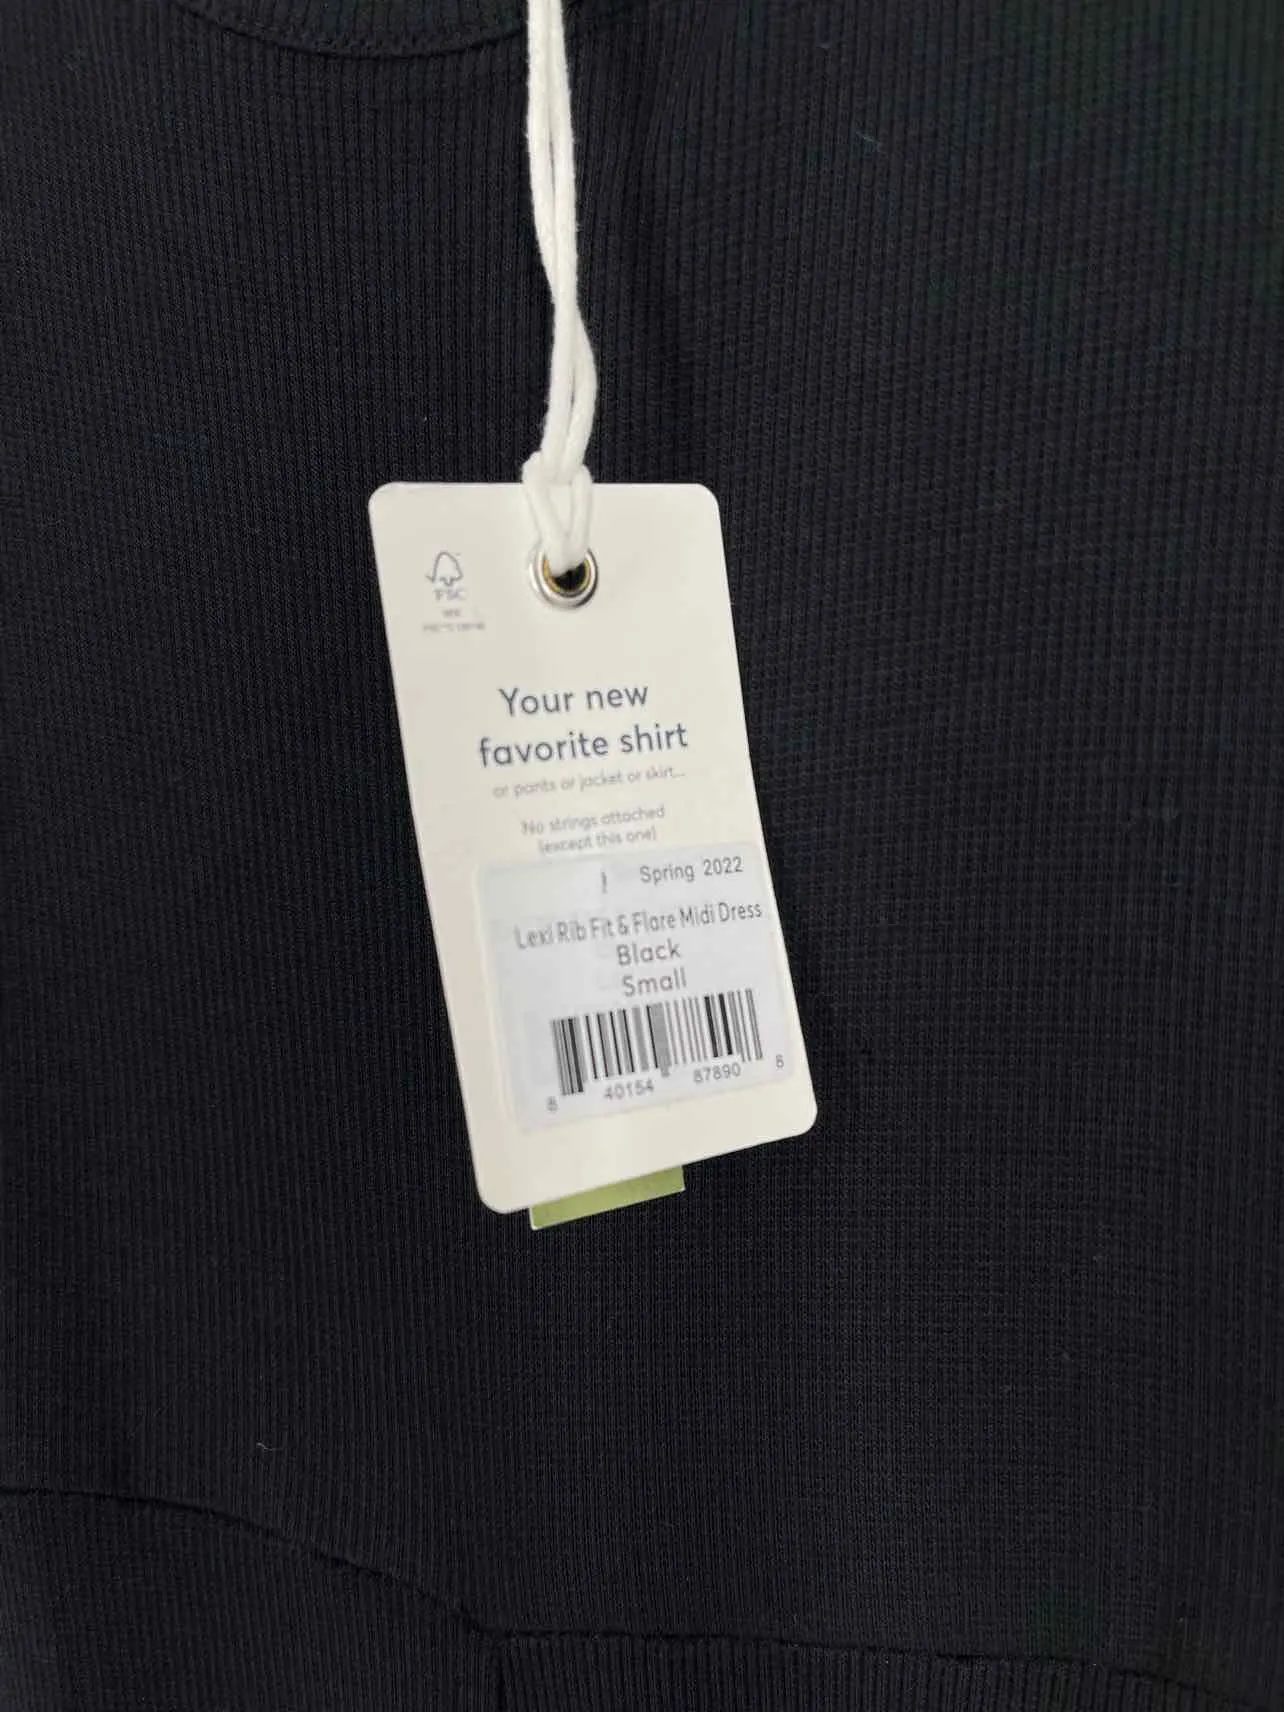 FSC
Your new
favorite shirt
or pants or jacket or skirt...
No strings attached
(except this one)
Spring 2022
Lexi Rib Fit & Flare Midi Dress
Black
Small
8 40154 87890 8